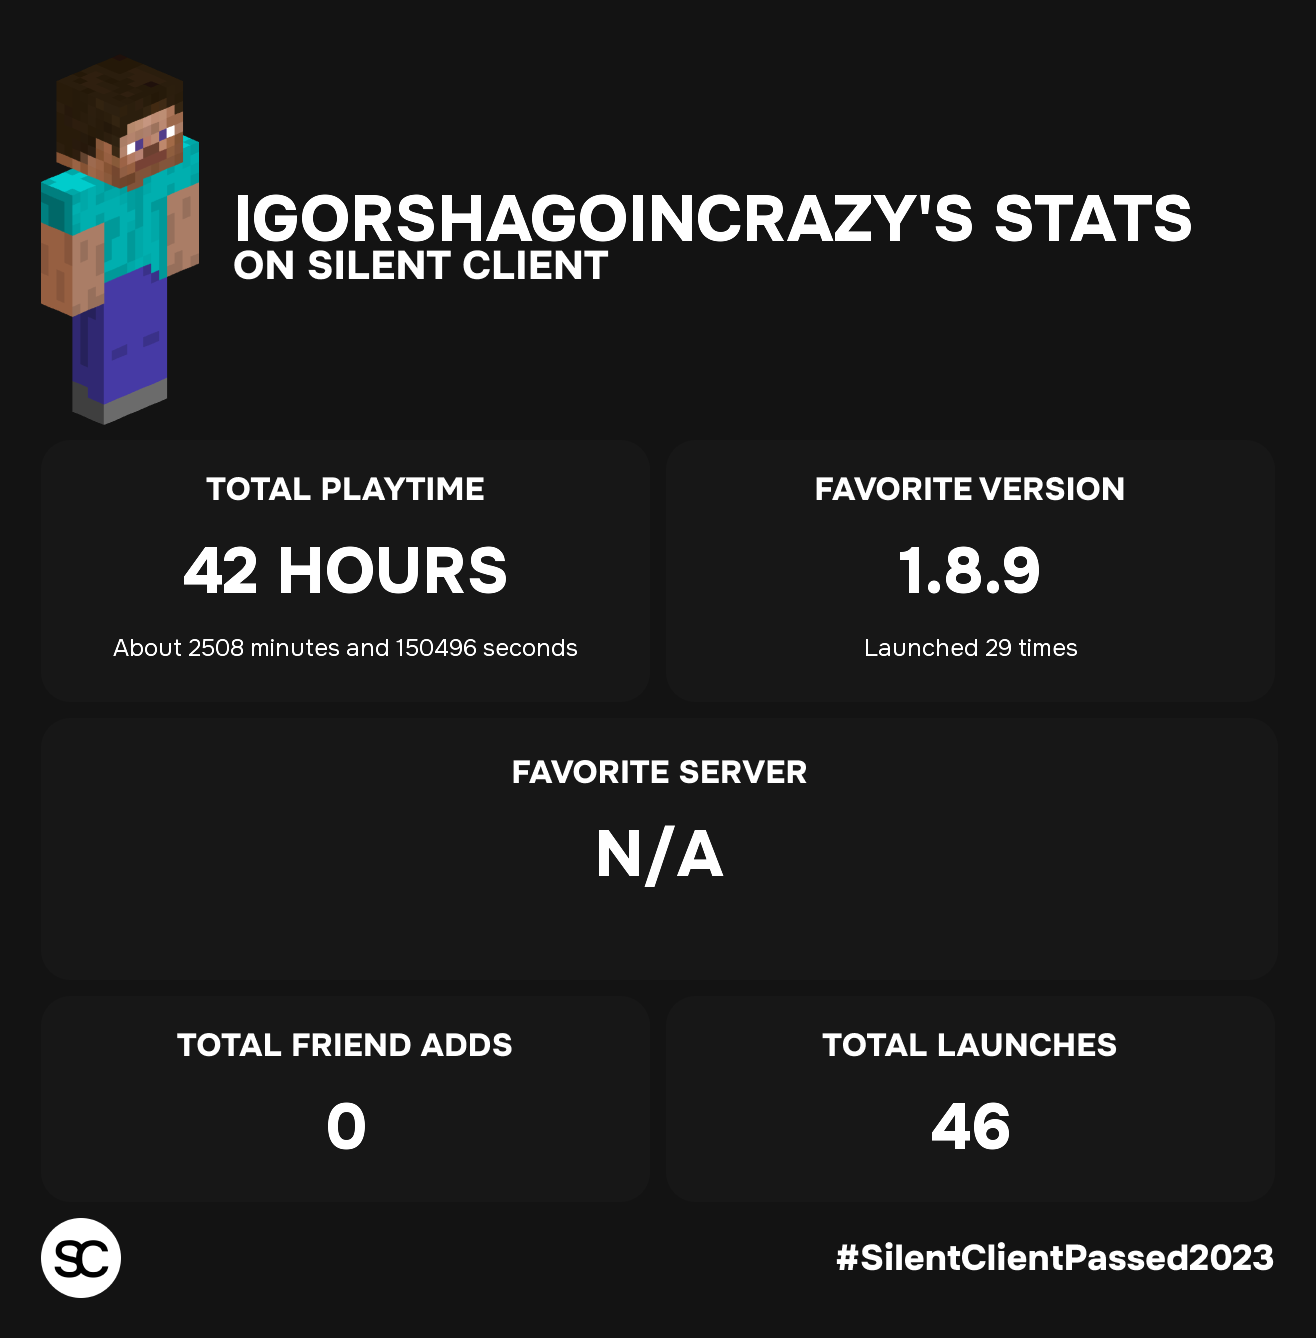 IGORSHAGOINCRAZY'S STATS
ON SILENT CLIENT
TOTAL PLAYTIME
42 HOURS
About 2508 minutes and 150496 seconds
FAVORITE VERSION
1.8.9
Launched 29 times
FAVORITE SERVER
N/A
TOTAL FRIEND ADDS
0
TOTAL LAUNCHES
46
SC
#SilentClientPassed2023